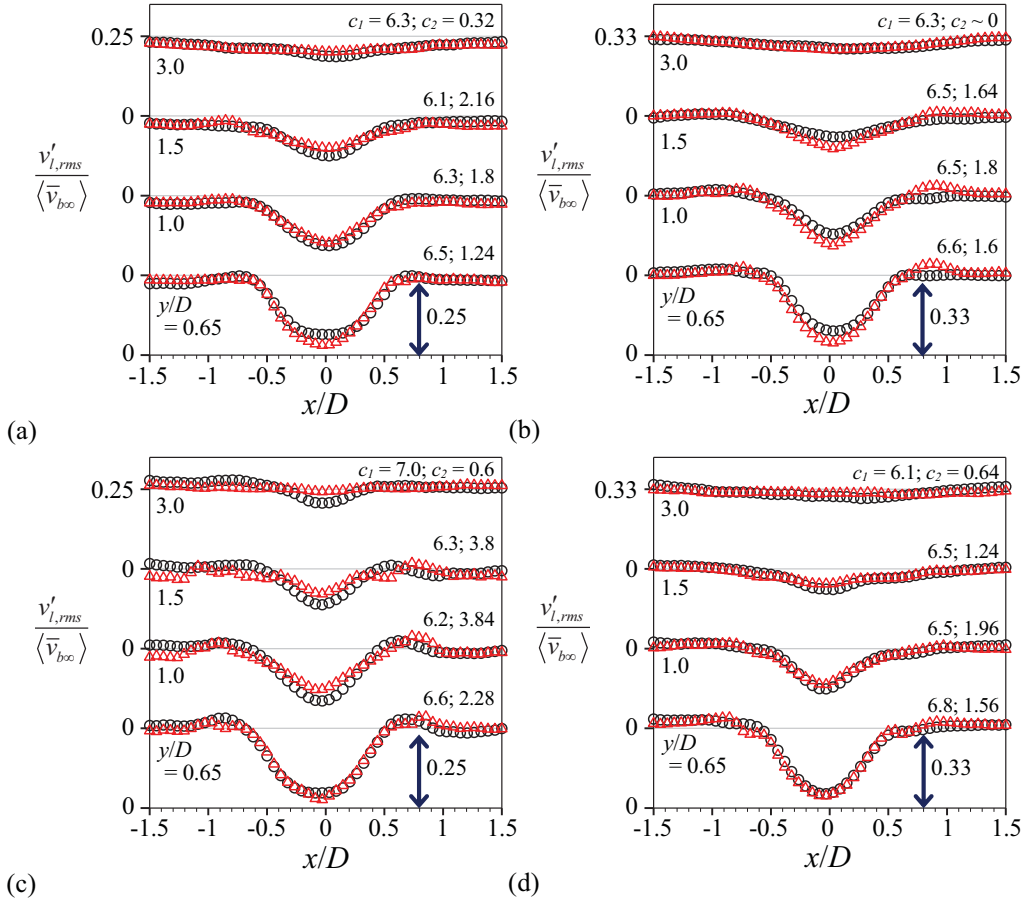 c₁ = 6.3; c₂ = 0.32
0.25
3.0
6.1; 2.16
0
1.5
v′l,rms
⟨v̄b∞⟩
6.3; 1.8
0
1.0
6.5; 1.24
0
y/D
= 0.65
0.25
0
-1.5 -1 -0.5 0 0.5 1 1.5
x/D
(a)
c₁ = 6.3; c₂ ~ 0
0.33
3.0
6.5; 1.64
0
1.5
v′l,rms
⟨v̄b∞⟩
6.5; 1.8
0
1.0
6.6; 1.6
0
y/D
= 0.65
0.33
0
-1.5 -1 -0.5 0 0.5 1 1.5
x/D
(b)
c₁ = 7.0; c₂ = 0.6
0.25
3.0
6.3; 3.8
0
1.5
v′l,rms
⟨v̄b∞⟩
6.2; 3.84
0
1.0
6.6; 2.28
0
y/D
= 0.65
0.25
0
-1.5 -1 -0.5 0 0.5 1 1.5
x/D
(c)
c₁ = 6.1; c₂ = 0.64
0.33
3.0
6.5; 1.24
0
1.5
v′l,rms
⟨v̄b∞⟩
6.5; 1.96
0
1.0
6.8; 1.56
0
y/D
= 0.65
0.33
0
-1.5 -1 -0.5 0 0.5 1 1.5
x/D
(d)